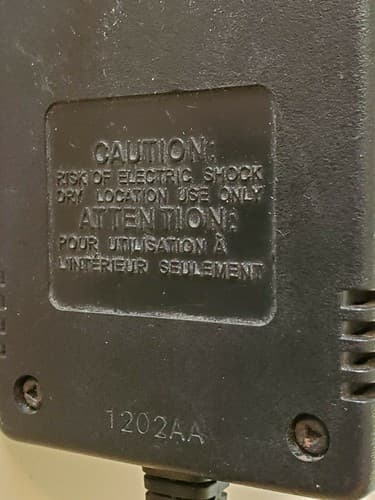 CAUTION:
RISK OF ELECTRIC SHOCK
DRY LOCATION USE ONLY
ATTENTION:
POUR UTILISATION À
L'INTÉRIEUR SEULEMENT
1202AA